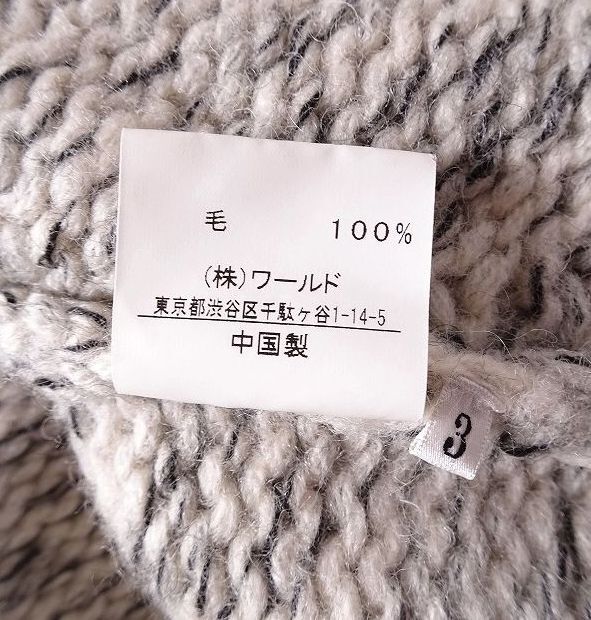 毛 100%
(株)ワールド
東京都渋谷区千駄ヶ谷1-14-5
中国製
3